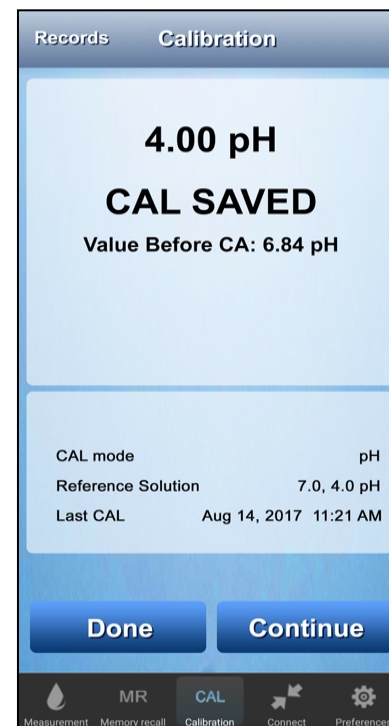 Records Calibration
4.00 pH
CAL SAVED
Value Before CA: 6.84 pH
CAL mode pH
Reference Solution 7.0, 4.0 pH
Last CAL Aug 14, 2017 11:21 AM
Done Continue
MR CAL
Measurement Memory recall Calibration Connect Preferences